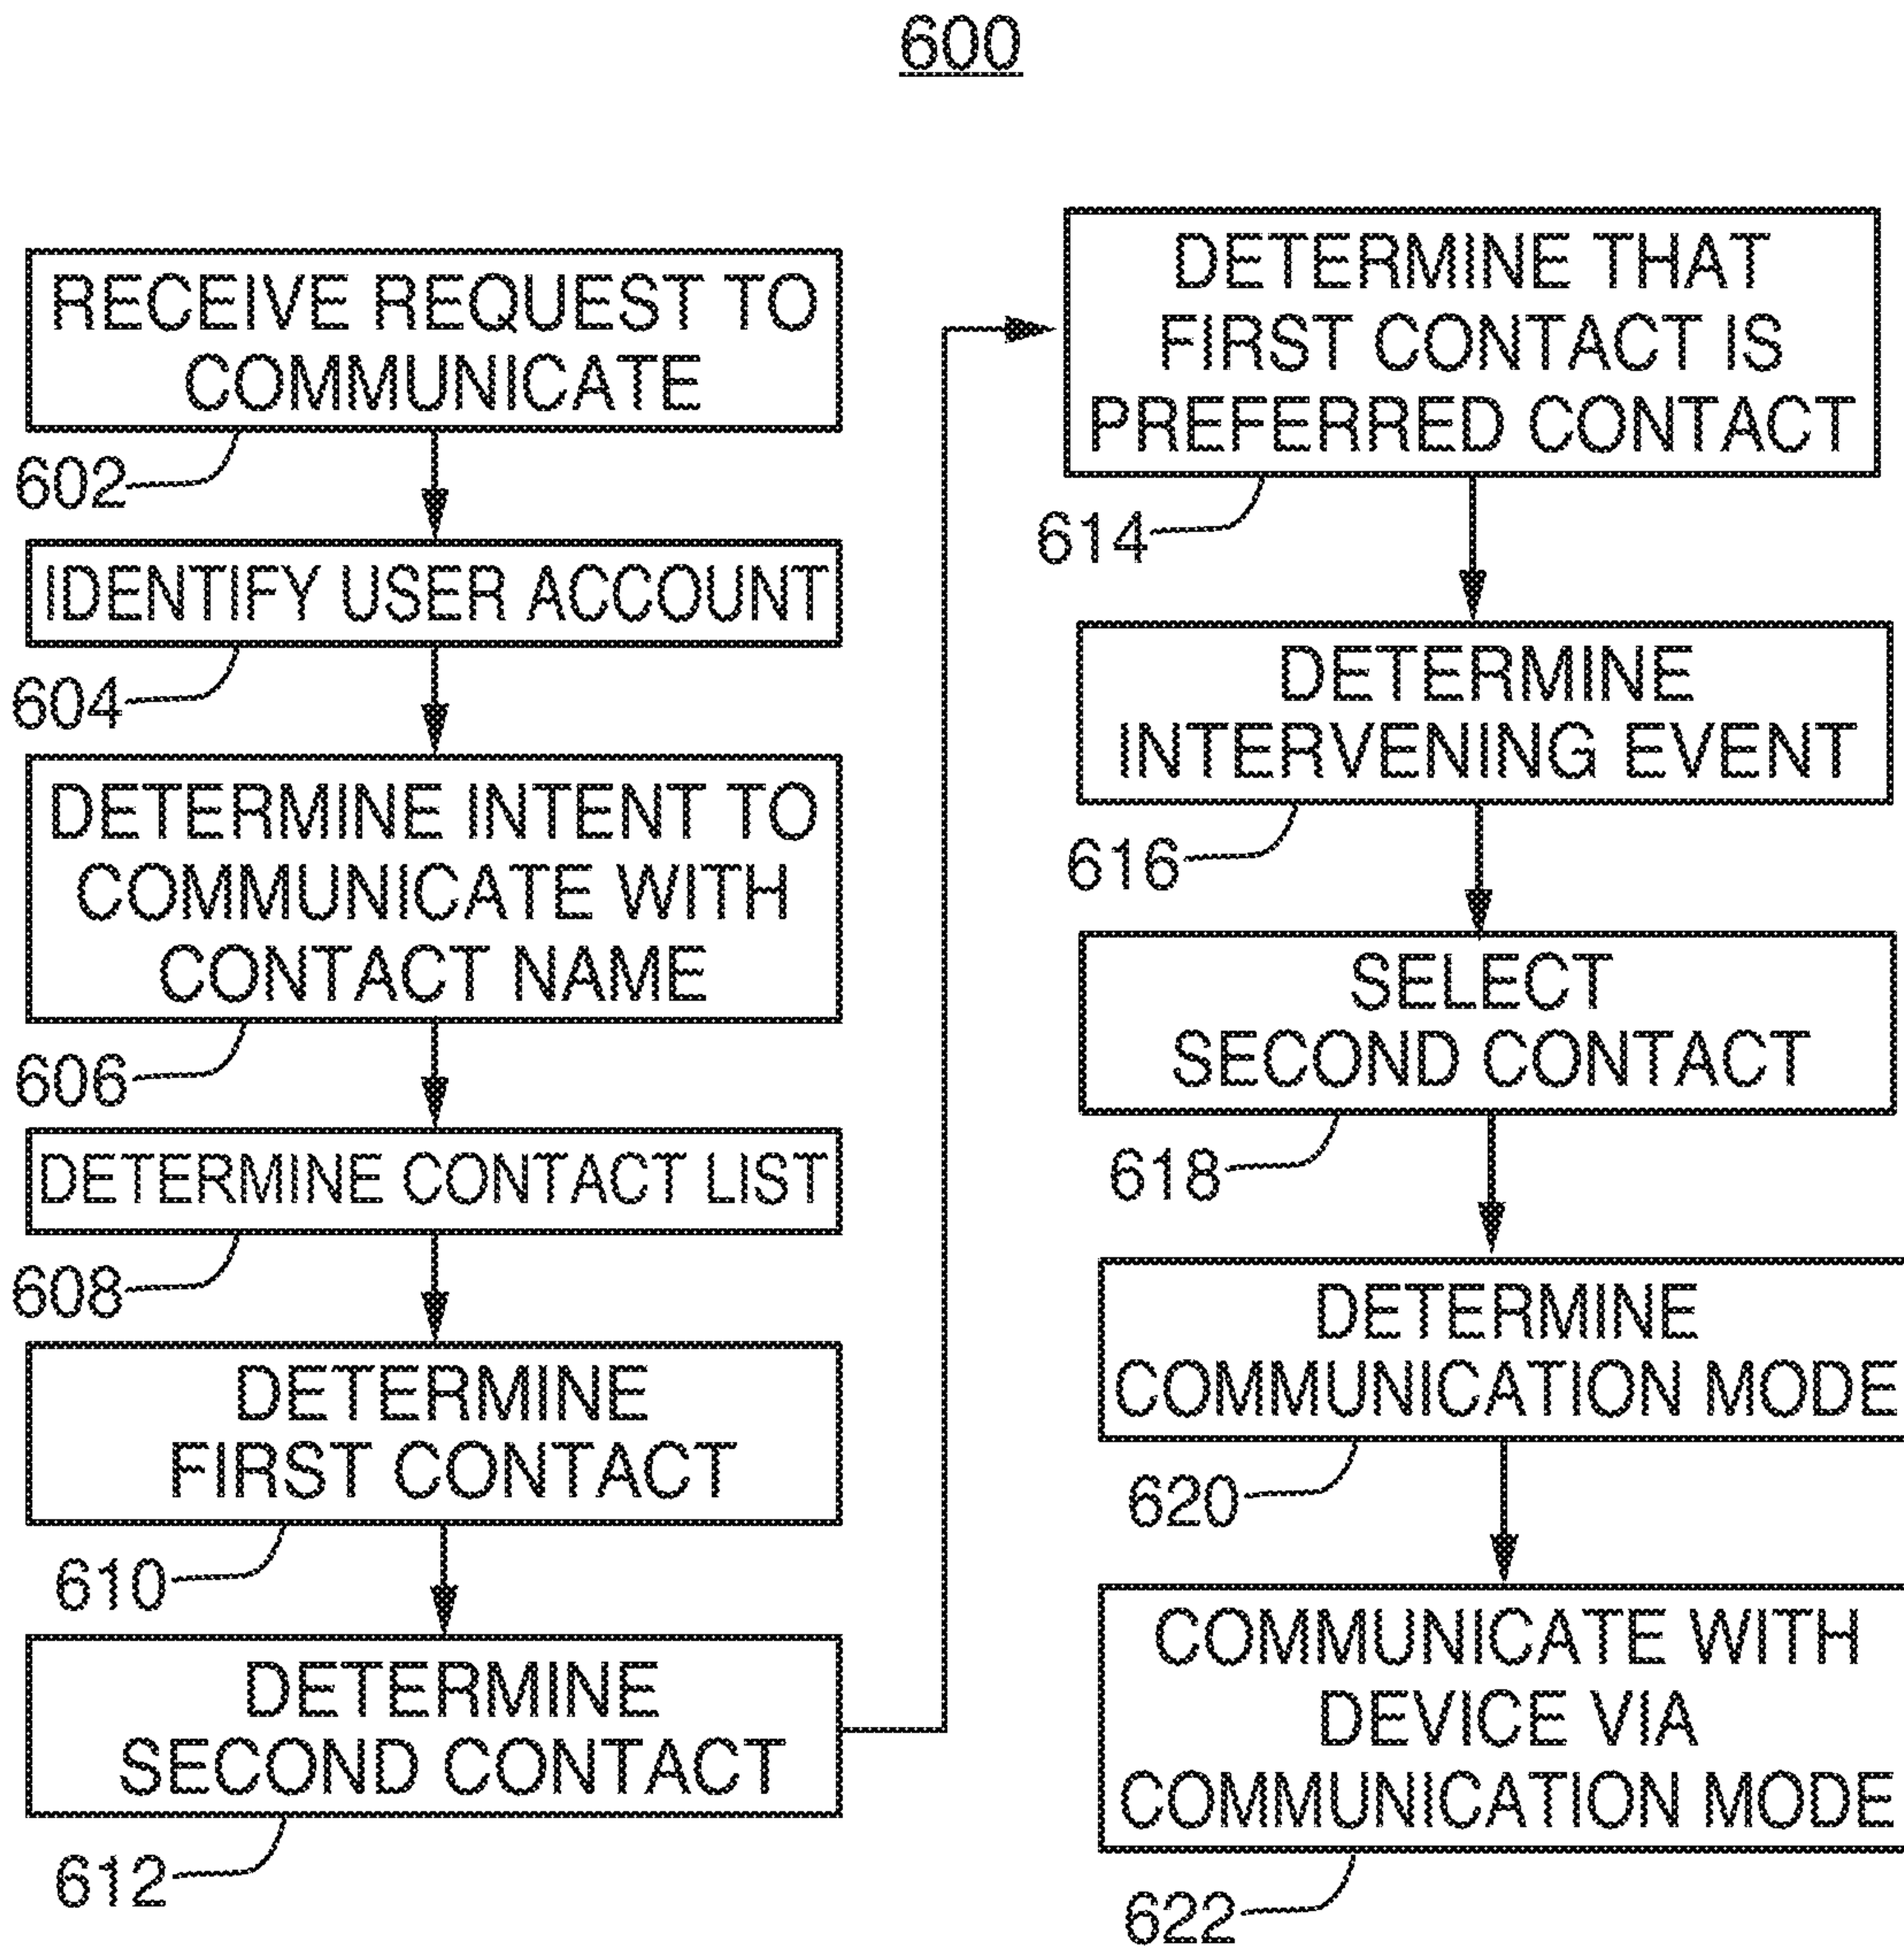 600
RECEIVE REQUEST TO
COMMUNICATE
602
IDENTIFY USER ACCOUNT
604
DETERMINE INTENT TO
COMMUNICATE WITH
CONTACT NAME
606
DETERMINE CONTACT LIST
608
DETERMINE
FIRST CONTACT
610
DETERMINE
SECOND CONTACT
612
DETERMINE THAT
FIRST CONTACT IS
PREFERRED CONTACT
614
DETERMINE
INTERVENING EVENT
616
SELECT
SECOND CONTACT
618
DETERMINE
COMMUNICATION MODE
620
COMMUNICATE WITH
DEVICE VIA
COMMUNICATION MODE
622